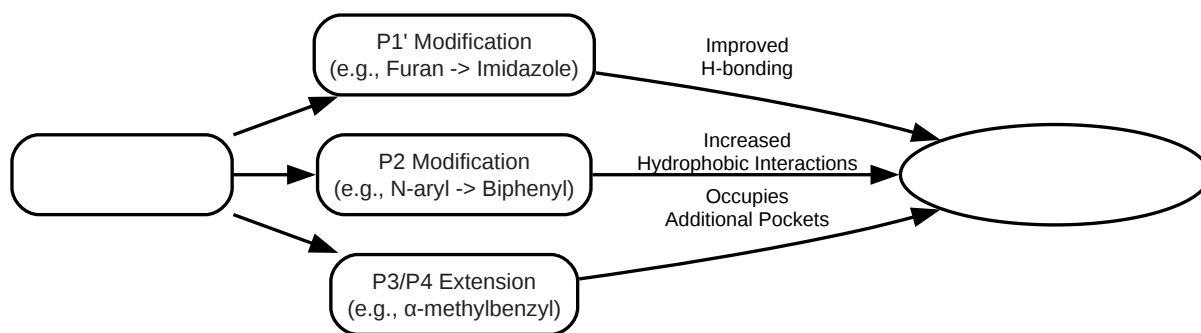 P1' Modification
(e.g., Furan -> Imidazole)
Improved
H-bonding
P2 Modification
(e.g., N-aryl -> Biphenyl)
Increased
Hydrophobic Interactions
P3/P4 Extension
(e.g., α-methylbenzyl)
Occupies
Additional Pockets